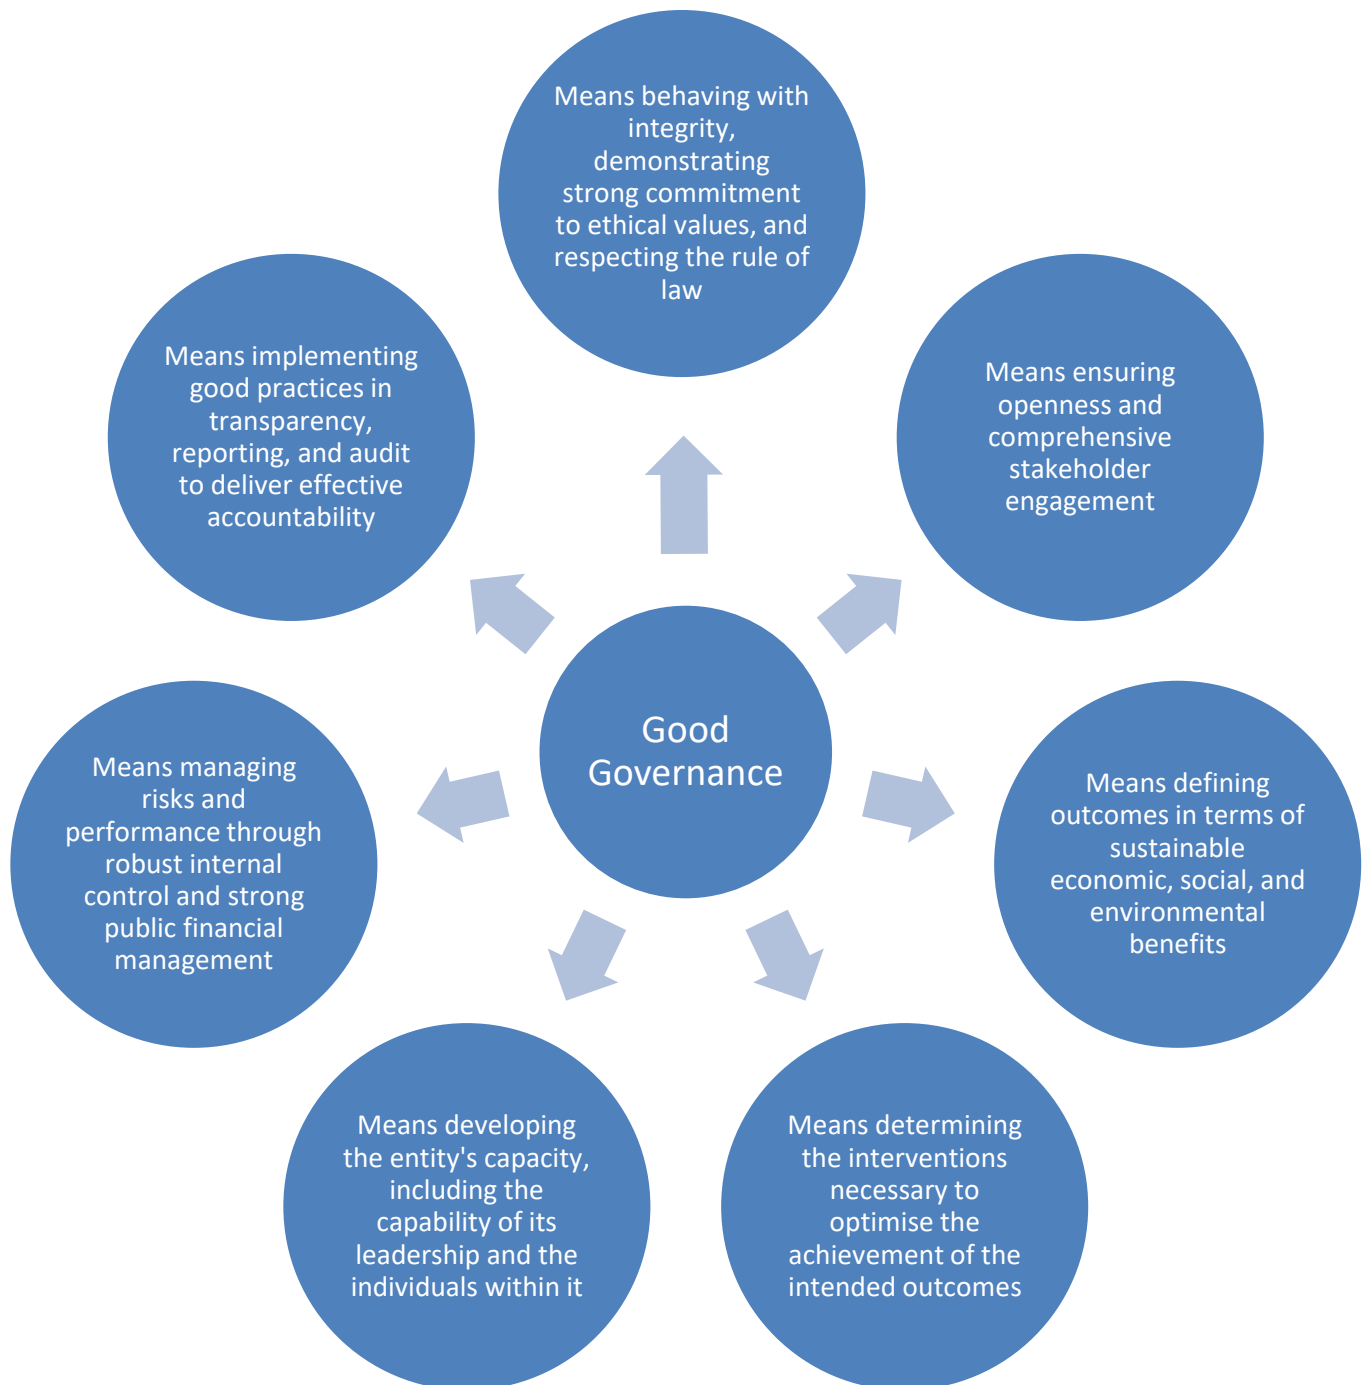 Means behaving with
integrity,
demonstrating
strong commitment
to ethical values, and
respecting the rule of
law
Means ensuring
openness and
comprehensive
stakeholder
engagement
Means defining
outcomes in terms of
sustainable
economic, social, and
environmental
benefits
Means determining
the interventions
necessary to
optimise the
achievement of the
intended outcomes
Means developing
the entity's capacity,
including the
capability of its
leadership and the
individuals within it
Means managing
risks and
performance through
robust internal
control and strong
public financial
management
Means implementing
good practices in
transparency,
reporting, and audit
to deliver effective
accountability
Good
Governance